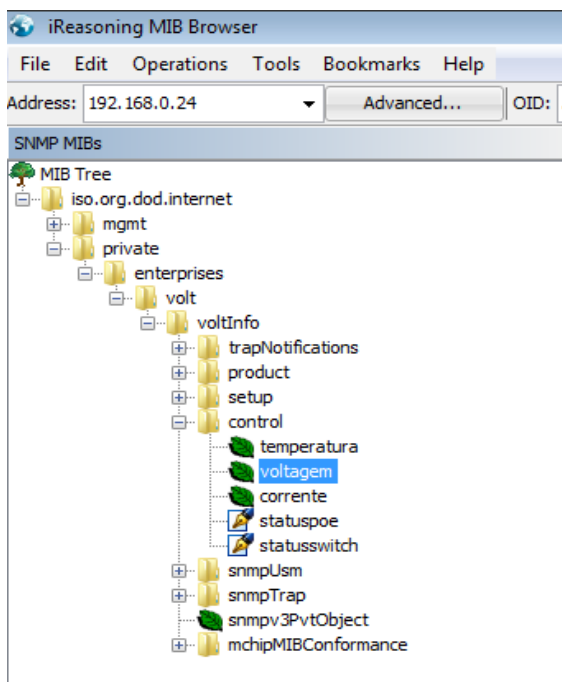 iReasoning MIB Browser
File Edit Operations Tools Bookmarks Help
Address: 192.168.0.24 Advanced... OID:
SNMP MIBs
MIB Tree
iso.org.dod.internet
mgmt
private
enterprises
volt
voltInfo
trapNotifications
product
setup
control
temperatura
voltagem
corrente
statuspoe
statusswitch
snmpUsm
snmpTrap
snmpv3PvtObject
mchipMIBConformance